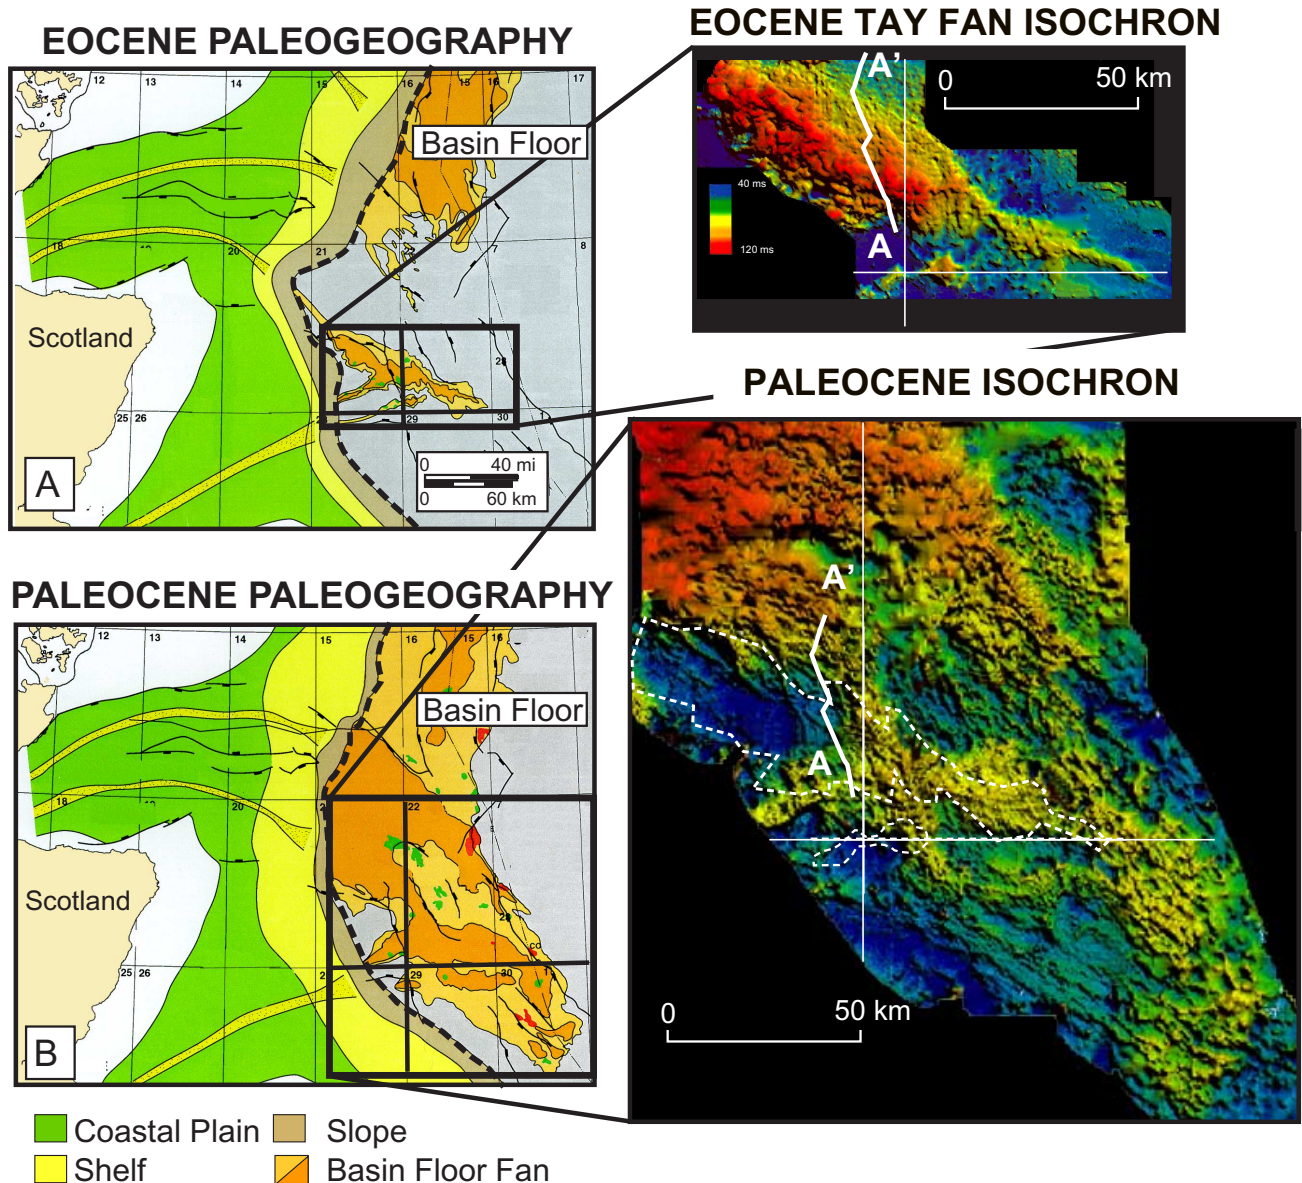 EOCENE PALEOGEOGRAPHY
12
13
14
15
16
15
16
17
Basin Floor
18
19
20
21
7
8
Scotland
28
25 26
29
30
A
0 40 mi
0 60 km
EOCENE TAY FAN ISOCHRON
A'
0 50 km
40 ms
120 ms
A
PALEOCENE ISOCHRON
A'
A
0 50 km
PALEOCENE PALEOGEOGRAPHY
12
13
14
15
16
15
16
Basin Floor
18
19
20
22
7
Scotland
25 26
29
30
B
Coastal Plain
Slope
Shelf
Basin Floor Fan